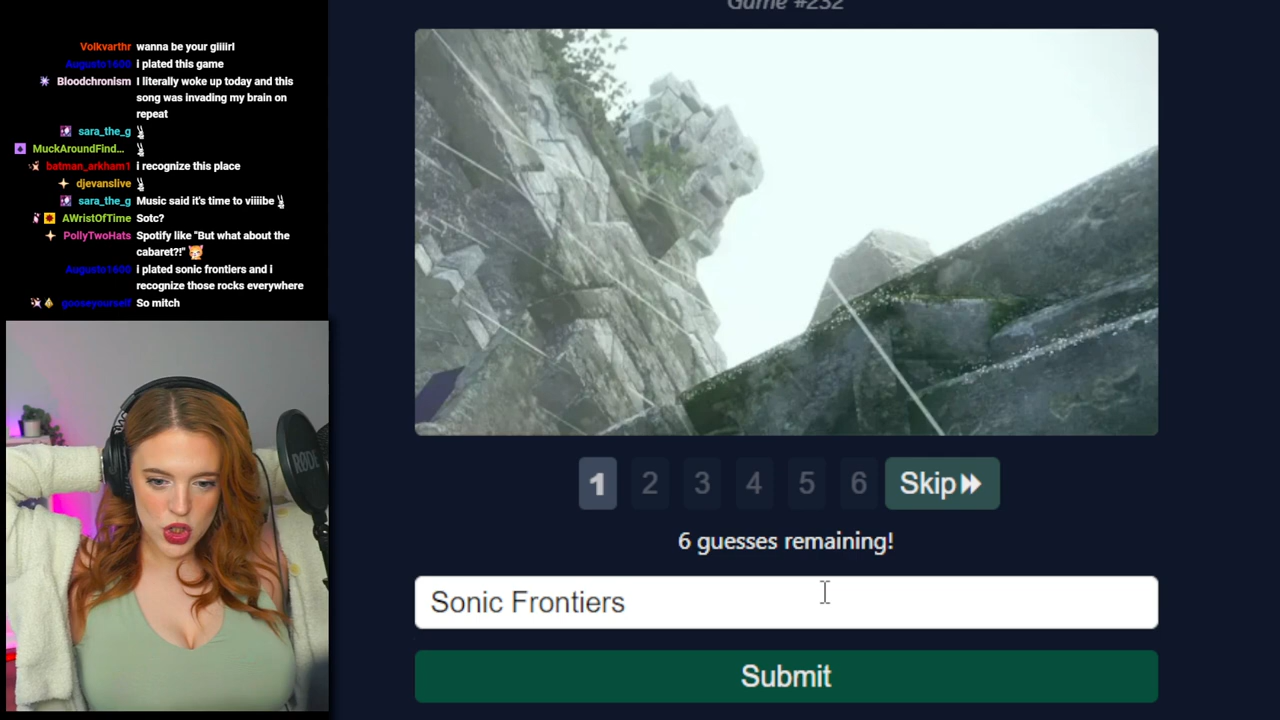 Game #232
Volkvarthr wanna be your giiiirl
Augusto1606 i plated this game
Bloodchronism I literally woke up today and this
song was invading my brain on
repeat
sara_the_g
MuckAroundFind...
batman_arkham1 i recognize this place
djevanslive
sara_the_g Music said it's time to viiiibe
AWristOfTime Sotc?
PollyTwoHats Spotify like "But what about the
cabaret?!"
Augusto1606 i plated sonic frontiers and i
recognize those rocks everywhere
gooseyourself So mitch
RØDE
1 2 3 4 5 6 Skip
6 guesses remaining!
Sonic Frontiers
Submit